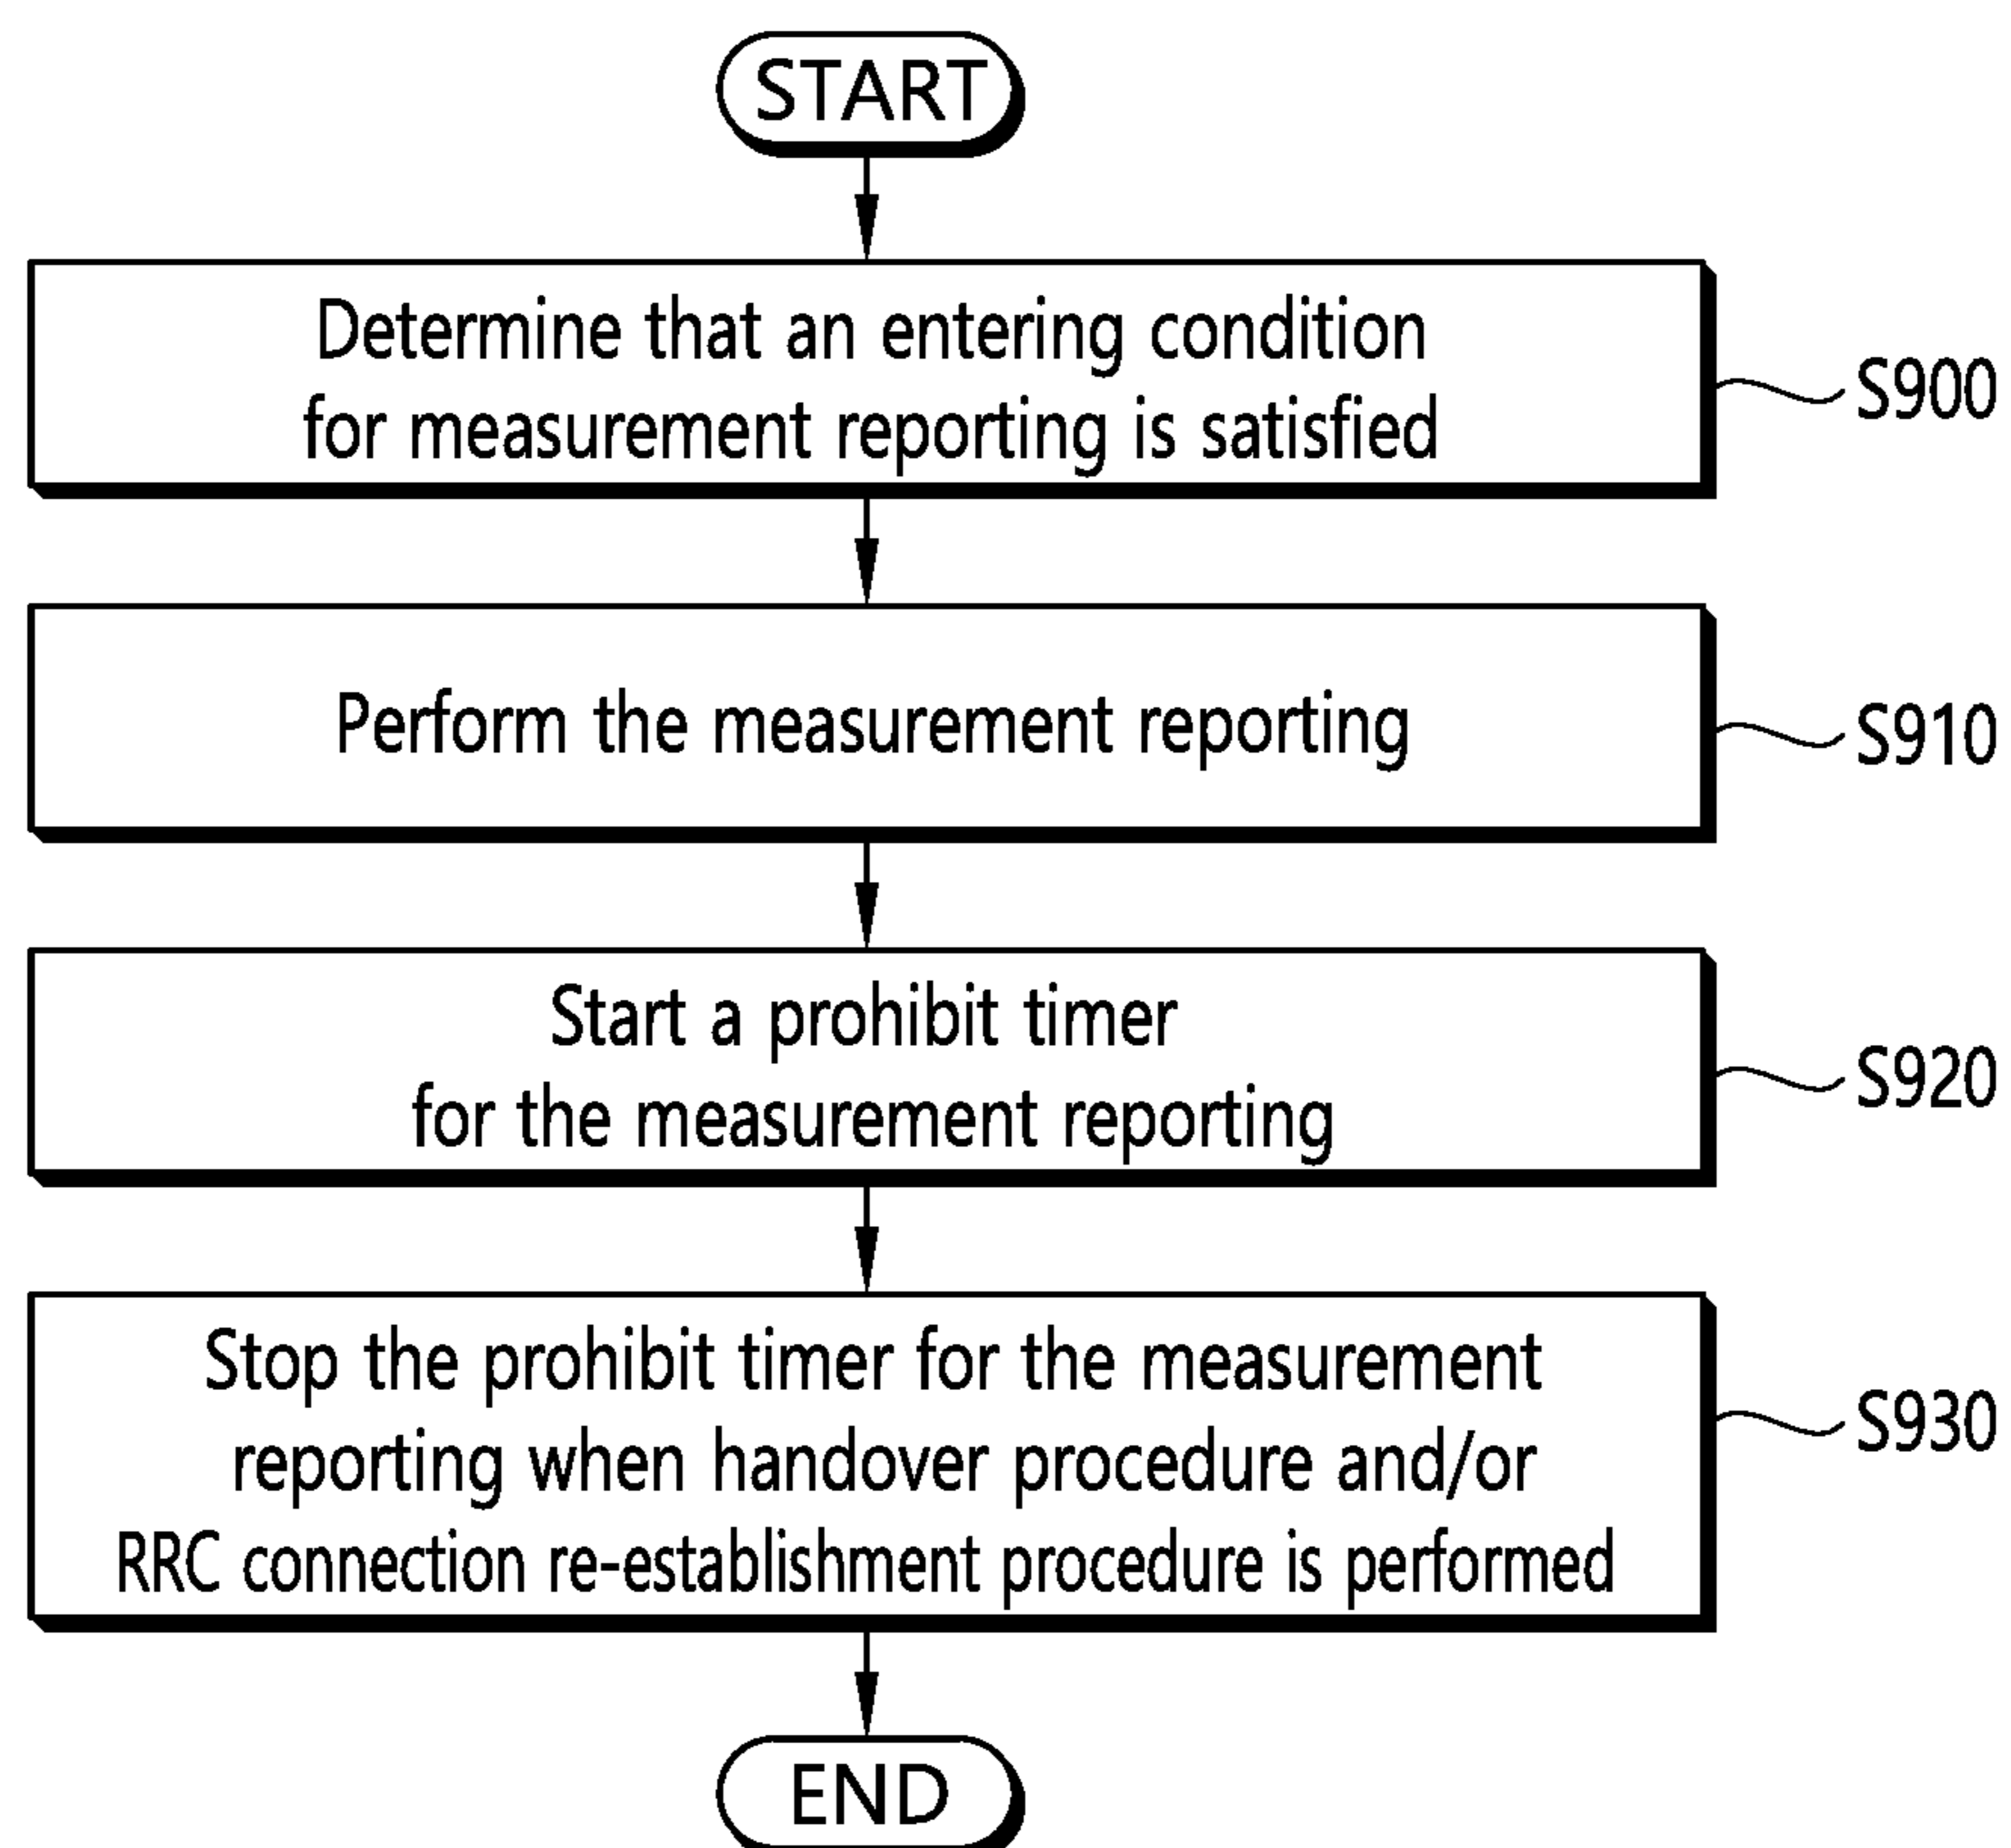 START
Determine that an entering condition
for measurement reporting is satisfied
S900
Perform the measurement reporting
S910
Start a prohibit timer
for the measurement reporting
S920
Stop the prohibit timer for the measurement
reporting when handover procedure and/or
RRC connection re-establishment procedure is performed
S930
END